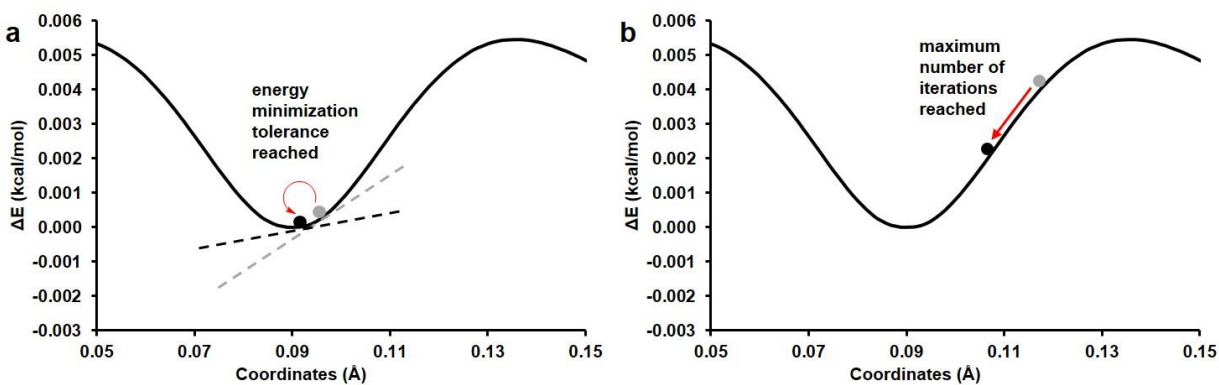 a
0.006
0.005
0.004
0.003
0.002
0.001
0.000
-0.001
-0.002
-0.003
ΔE (kcal/mol)
energy
minimization
tolerance
reached
0.05
0.07
0.09
0.11
0.13
0.15
Coordinates (Å)
b
0.006
0.005
0.004
0.003
0.002
0.001
0.000
-0.001
-0.002
-0.003
ΔE (kcal/mol)
maximum
number of
iterations
reached
0.05
0.07
0.09
0.11
0.13
0.15
Coordinates (Å)